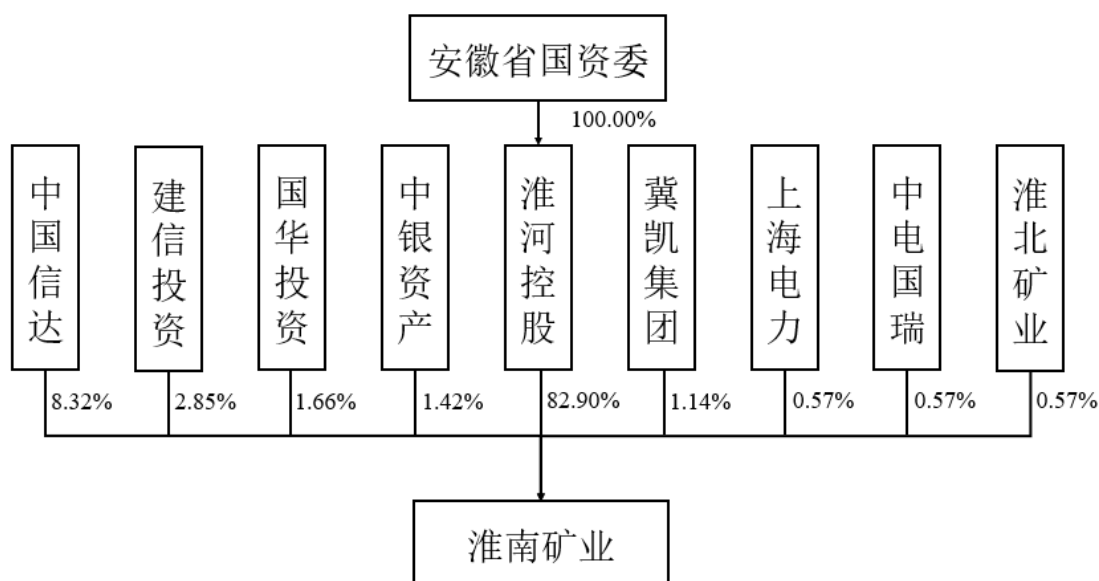 安徽省国资委
100.00%
中国信达
建信投资
国华投资
中银资产
淮河控股
冀凯集团
上海电力
中电国瑞
淮北矿业
8.32%
2.85%
1.66%
1.42%
82.90%
1.14%
0.57%
0.57%
0.57%
淮南矿业